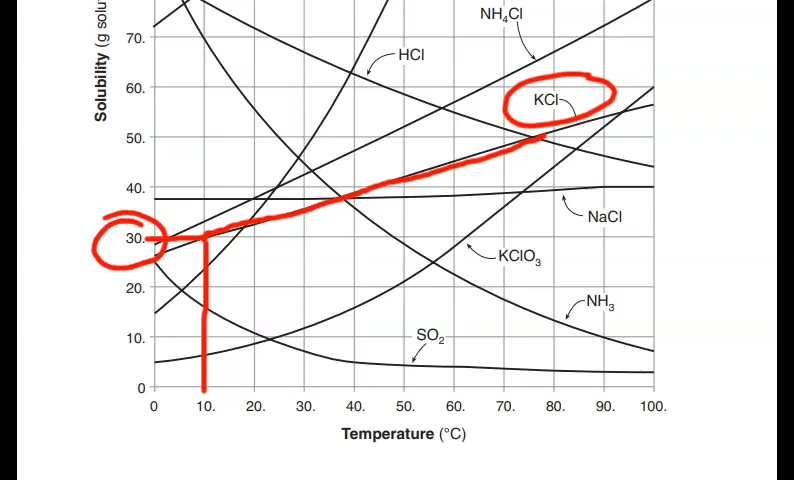 Solubility (g solut
70.
60.
50.
40.
30.
20.
10.
0
0 10. 20. 30. 40. 50. 60. 70. 80. 90. 100.
Temperature (°C)
NH₄Cl
HCl
KCl
NaCl
KClO₃
NH₃
SO₂